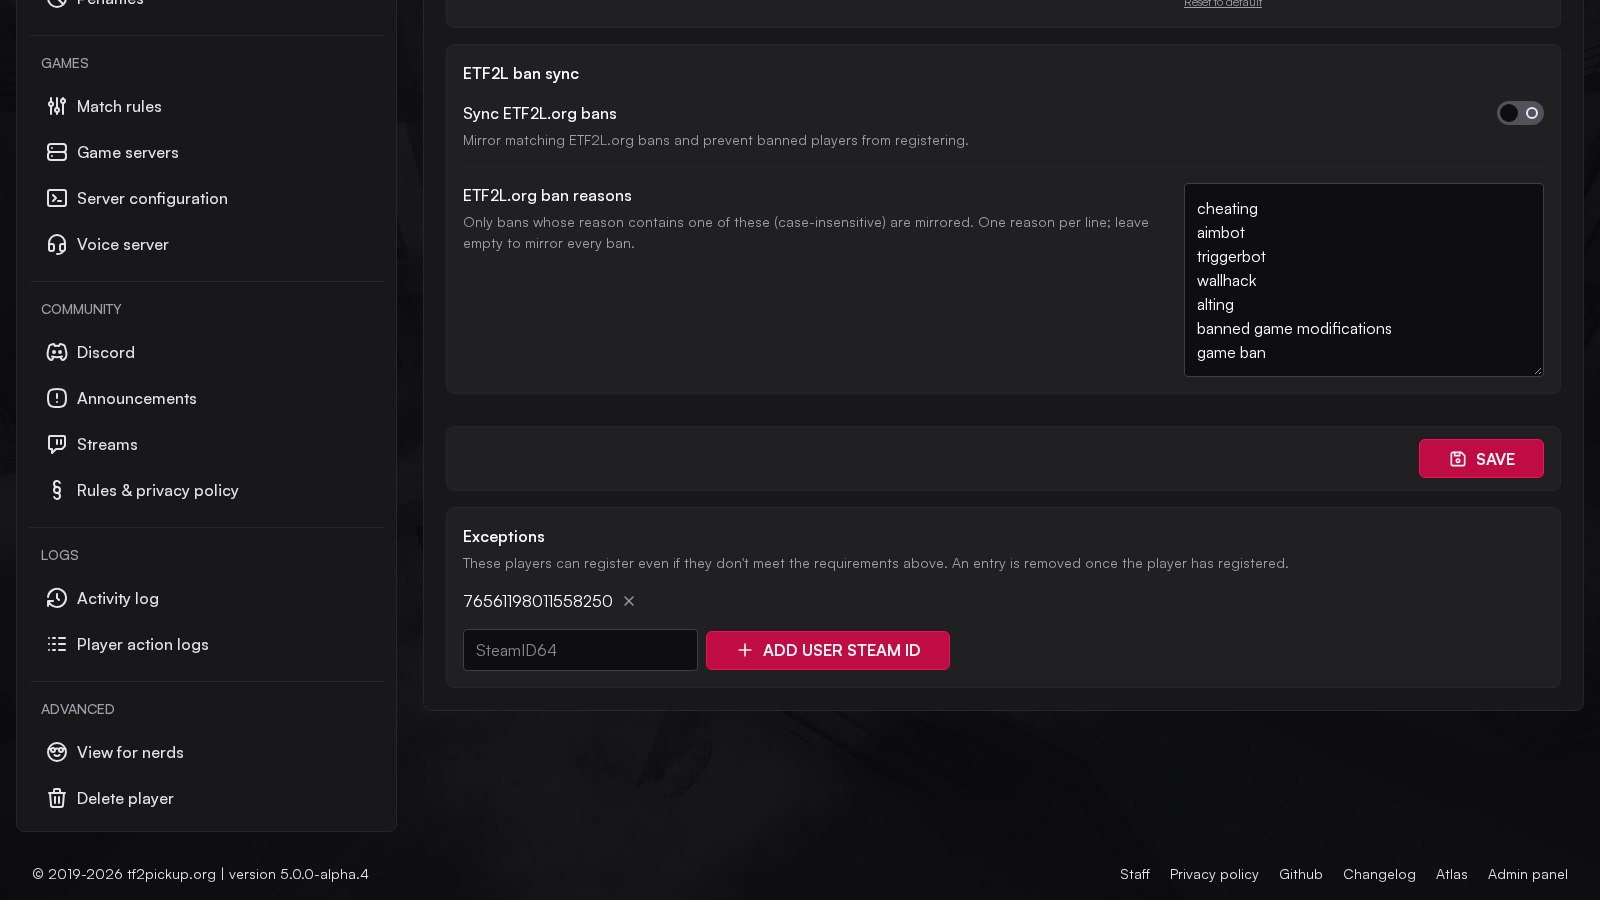 Penalties
GAMES
Match rules
Game servers
Server configuration
Voice server
COMMUNITY
Discord
Announcements
Streams
Rules & privacy policy
LOGS
Activity log
Player action logs
ADVANCED
View for nerds
Delete player
Reset to default
ETF2L ban sync
Sync ETF2L.org bans
Mirror matching ETF2L.org bans and prevent banned players from registering.
ETF2L.org ban reasons
Only bans whose reason contains one of these (case-insensitive) are mirrored. One reason per line; leave
empty to mirror every ban.
cheating
aimbot
triggerbot
wallhack
alting
banned game modifications
game ban
SAVE
Exceptions
These players can register even if they don't meet the requirements above. An entry is removed once the player has registered.
76561198011558250
SteamID64
ADD USER STEAM ID
© 2019-2026 tf2pickup.org | version 5.0.0-alpha.4
Staff Privacy policy Github Changelog Atlas Admin panel